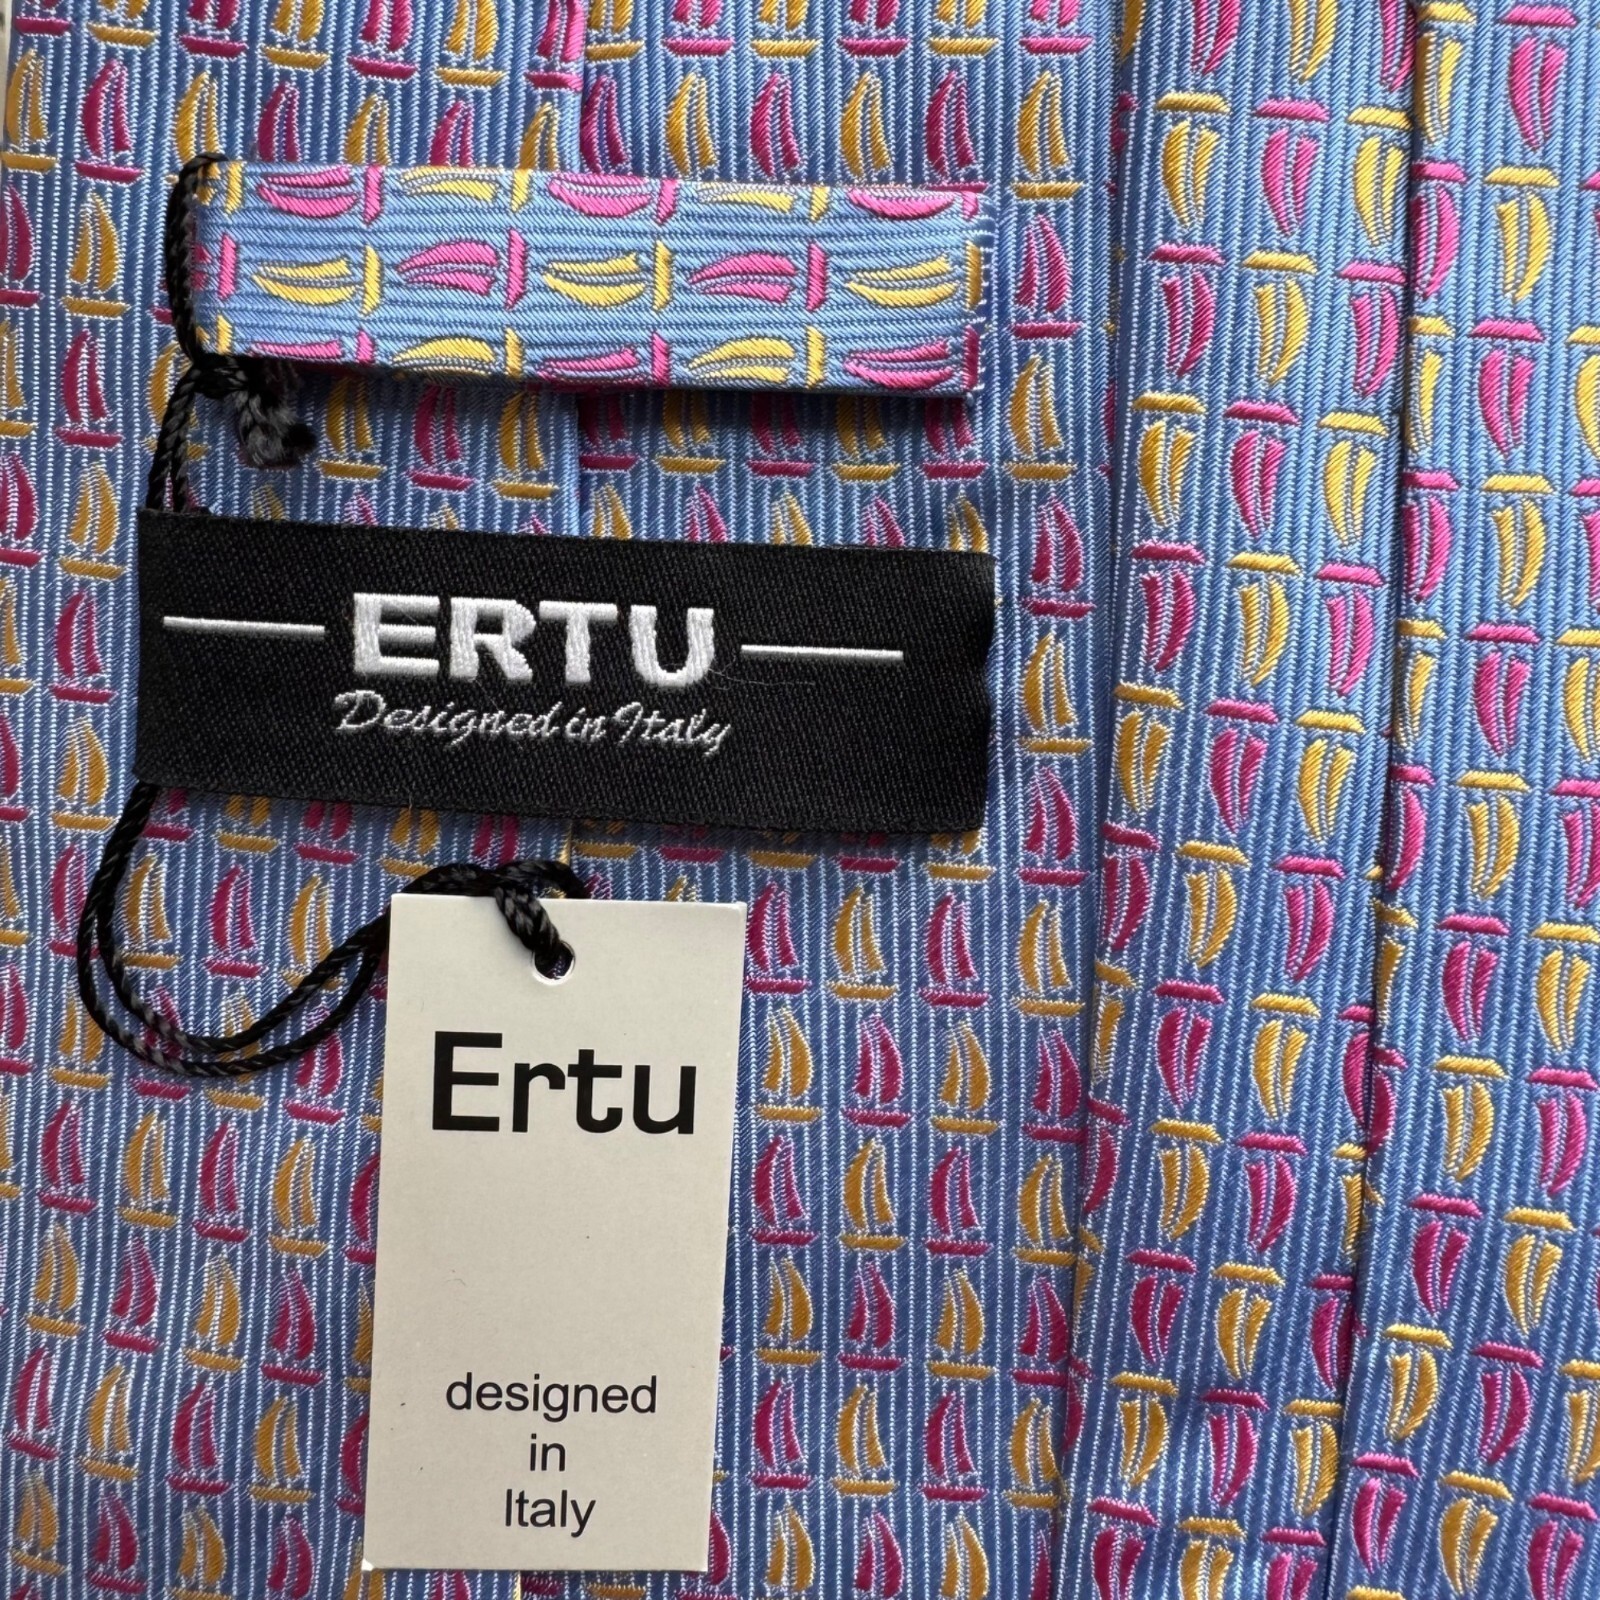 ERTU
Designed in Italy
Ertu
designed
in
Italy